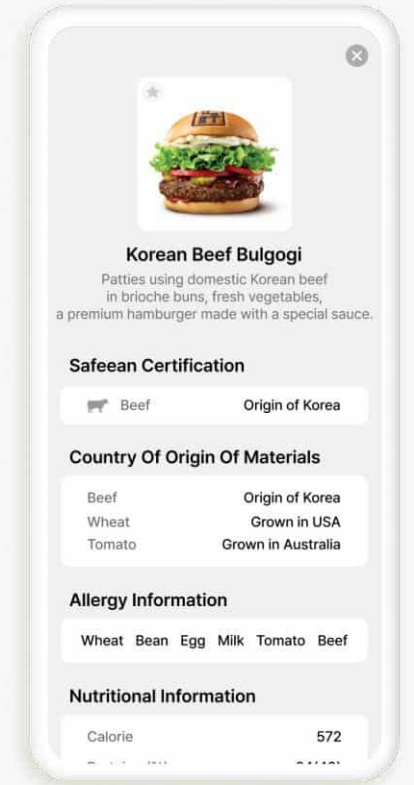 Korean Beef Bulgogi
Patties using domestic Korean beef
in brioche buns, fresh vegetables,
a premium hamburger made with a special sauce.
Safeean Certification
Beef Origin of Korea
Country Of Origin Of Materials
Beef Origin of Korea
Wheat Grown in USA
Tomato Grown in Australia
Allergy Information
Wheat Bean Egg Milk Tomato Beef
Nutritional Information
Calorie 572